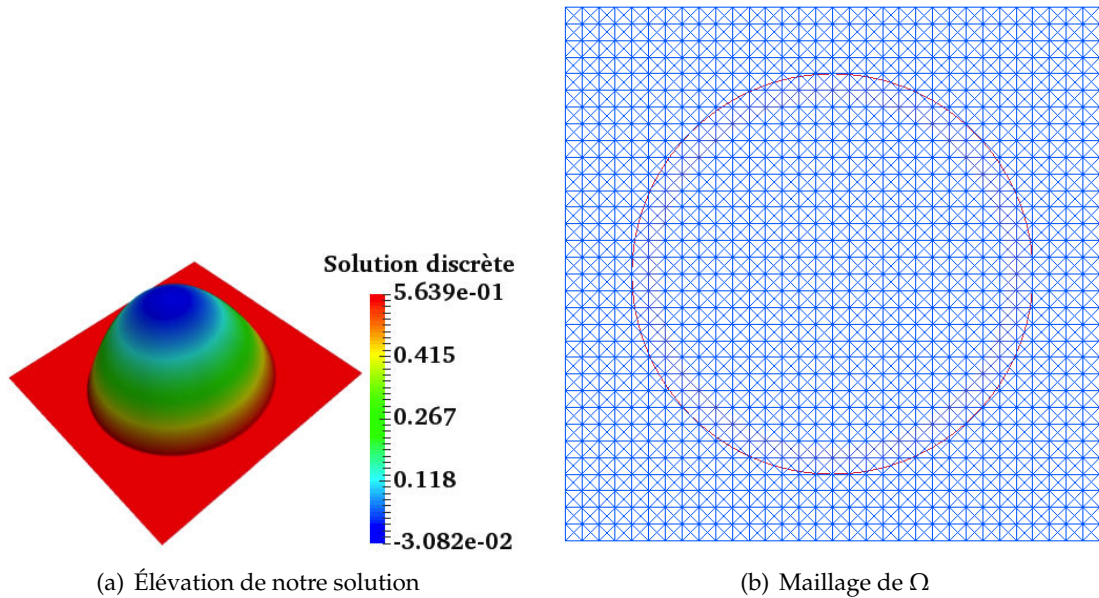 Solution discrète
5.639e-01
0.415
0.267
0.118
-3.082e-02
(a) Élévation de notre solution
(b) Maillage de Ω